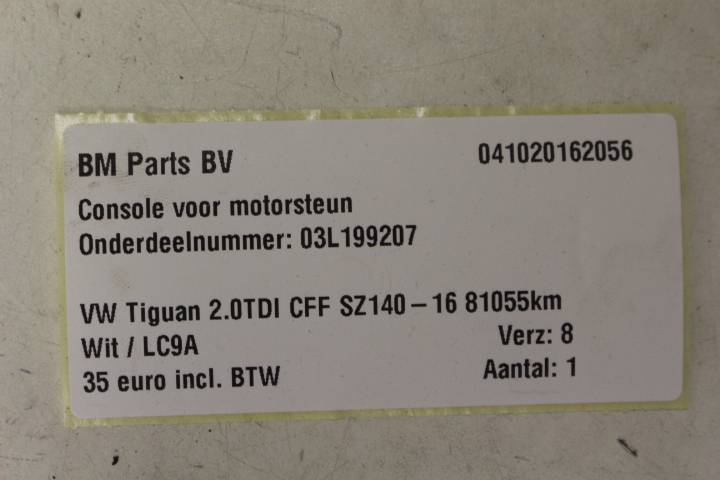 BM Parts BV 041020162056
Console voor motorsteun
Onderdeelnummer: 03L199207
VW Tiguan 2.0TDI CFF SZ140-16 81055km
Wit / LC9A Verz: 8
35 euro incl. BTW Aantal: 1